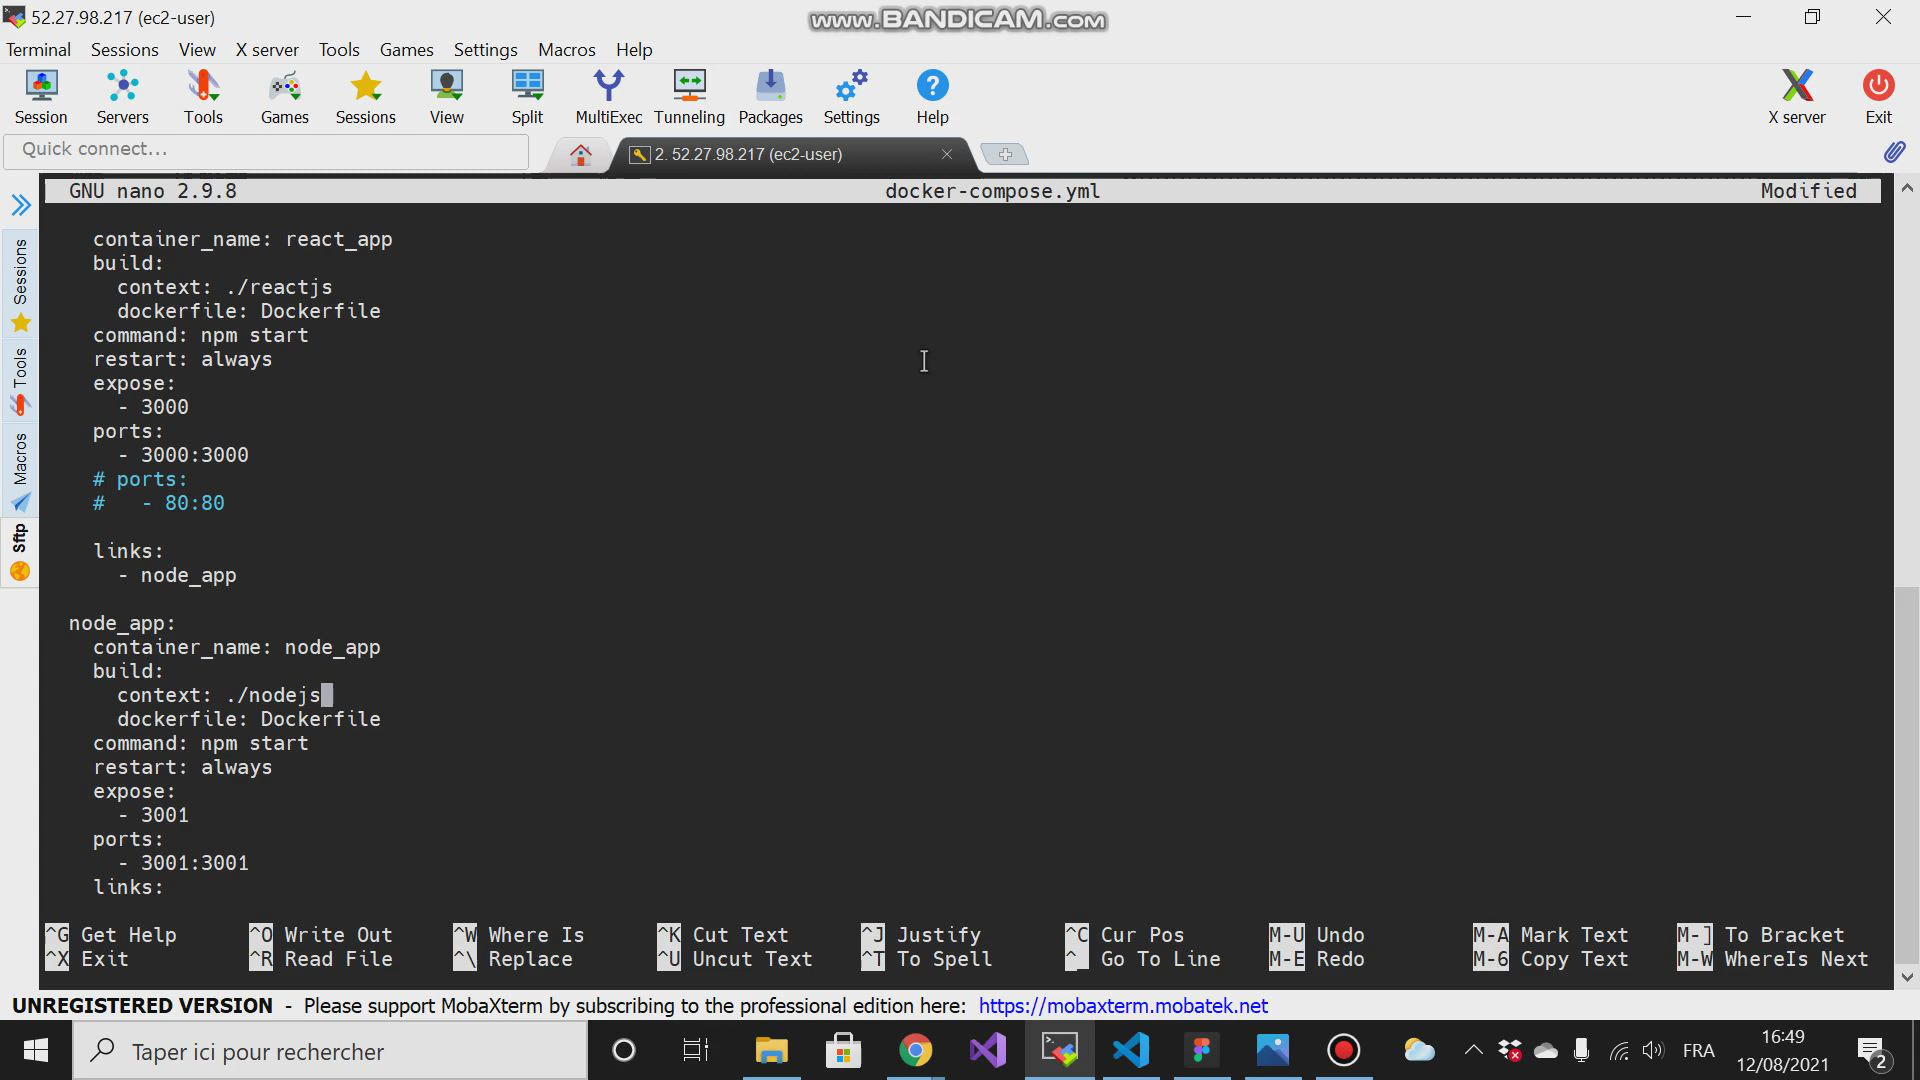 52.27.98.217 (ec2-user)
www.BANDICAM.com
Terminal Sessions View X server Tools Games Settings Macros Help
Session Servers Tools Games Sessions View Split MultiExec Tunneling Packages Settings Help X server Exit
Quick connect...
2. 52.27.98.217 (ec2-user)
GNU nano 2.9.8 docker-compose.yml Modified
container_name: react_app
build:
context: ./reactjs
dockerfile: Dockerfile
command: npm start
restart: always
expose:
- 3000
ports:
- 3000:3000
# ports:
#   - 80:80
links:
- node_app
node_app:
container_name: node_app
build:
context: ./nodejs
dockerfile: Dockerfile
command: npm start
restart: always
expose:
- 3001
ports:
- 3001:3001
links:
^G Get Help ^O Write Out ^W Where Is ^K Cut Text ^J Justify ^C Cur Pos M-U Undo M-A Mark Text M-] To Bracket
^X Exit ^R Read File ^\ Replace ^U Uncut Text ^T To Spell ^_ Go To Line M-E Redo M-6 Copy Text M-W WhereIs Next
Sessions
Tools
Macros
Sftp
UNREGISTERED VERSION - Please support MobaXterm by subscribing to the professional edition here: https://mobaxterm.mobatek.net
Taper ici pour rechercher
FRA
16:49
12/08/2021
2